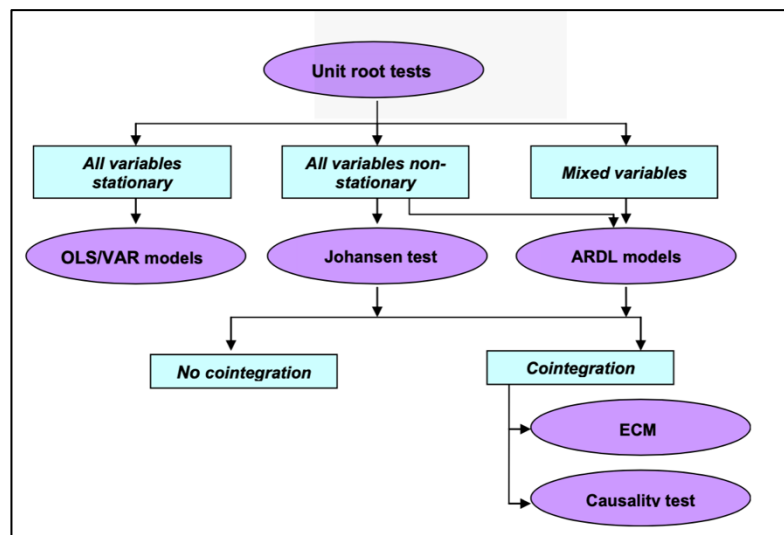 Unit root tests
All variables
stationary
All variables non-
stationary
Mixed variables
OLS/VAR models
Johansen test
ARDL models
No cointegration
Cointegration
ECM
Causality test